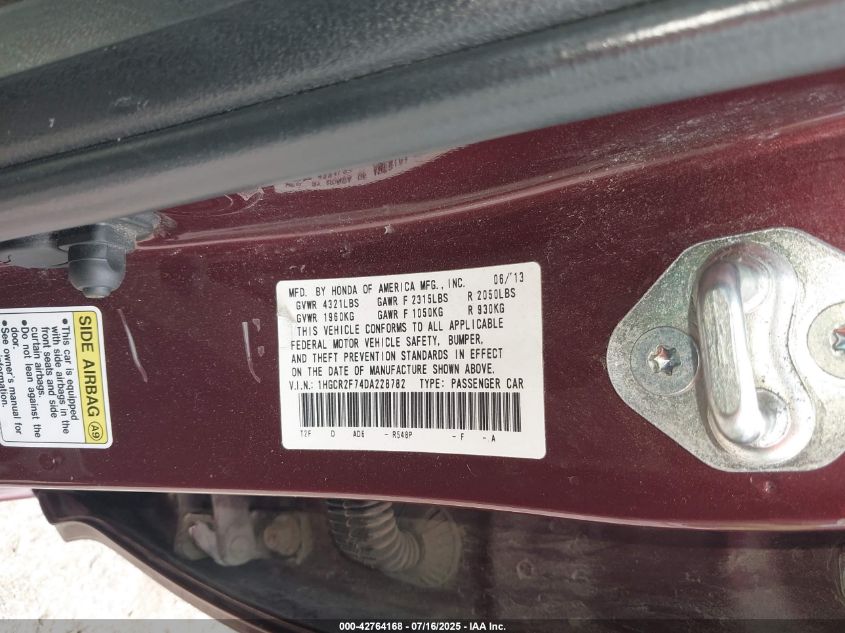 MFD. BY HONDA OF AMERICA MFG., INC. 06/'13
GVWR 4321LBS GAWR F 2315LBS R 2050LBS
GVWR 1960KG GAWR F 1050KG R 930KG
THIS VEHICLE CONFORMS TO ALL APPLICABLE
FEDERAL MOTOR VEHICLE SAFETY, BUMPER,
AND THEFT PREVENTION STANDARDS IN EFFECT
ON THE DATE OF MANUFACTURE SHOWN ABOVE.
V.I.N.: 1HGCR2F74DA228782 TYPE: PASSENGER CAR
T2F D AD6 - R548P - F - A
SIDE AIRBAG A9
• This car is equipped
with side airbags in the
front seats and side
curtain airbags.
• Do not lean against the
door.
• See owner's manual for
information.
000-42764168 - 07/16/2025 - IAA Inc.